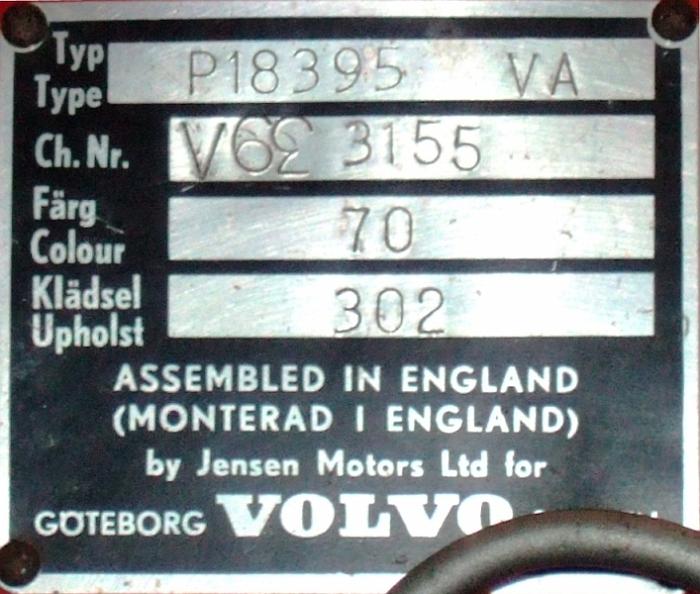 Typ
Type P18395 VA
Ch. Nr. 3155
Färg
Colour 70
Klädsel
Upholst 302
ASSEMBLED IN ENGLAND
(MONTERAD I ENGLAND)
by Jensen Motors Ltd for
GÖTEBORG VOLVO